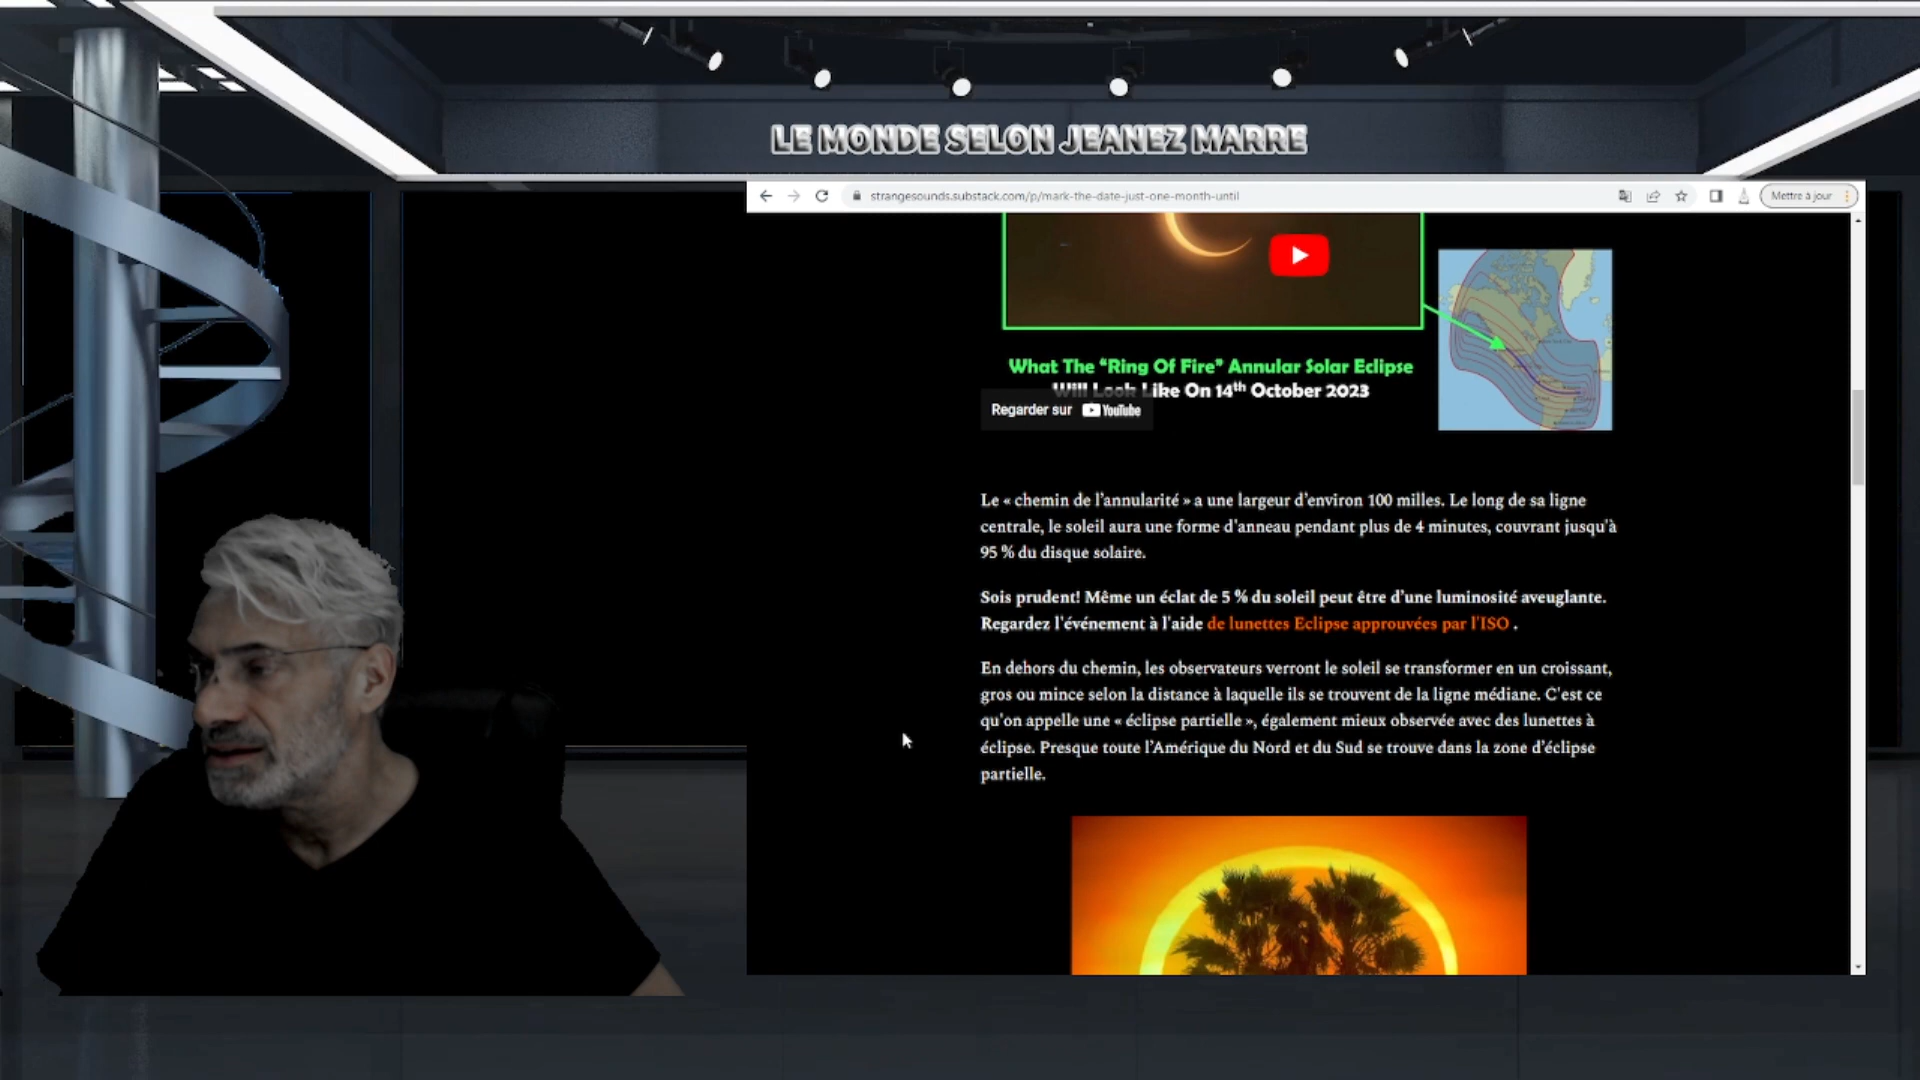 LE MONDE SELON JEANEZ MARRE
strangesounds.substack.com/p/mark-the-date-just-one-month-until
Mettre à jour
What The “Ring Of Fire” Annular Solar Eclipse
Will Look Like On 14th October 2023
Regarder sur YouTube
Le « chemin de l’annularité » a une largeur d’environ 100 milles. Le long de sa ligne
centrale, le soleil aura une forme d'anneau pendant plus de 4 minutes, couvrant jusqu'à
95 % du disque solaire.
Sois prudent! Même un éclat de 5 % du soleil peut être d’une luminosité aveuglante.
Regardez l'événement à l'aide de lunettes Eclipse approuvées par l'ISO .
En dehors du chemin, les observateurs verront le soleil se transformer en un croissant,
gros ou mince selon la distance à laquelle ils se trouvent de la ligne médiane. C'est ce
qu'on appelle une « éclipse partielle », également mieux observée avec des lunettes à
éclipse. Presque toute l’Amérique du Nord et du Sud se trouve dans la zone d’éclipse
partielle.